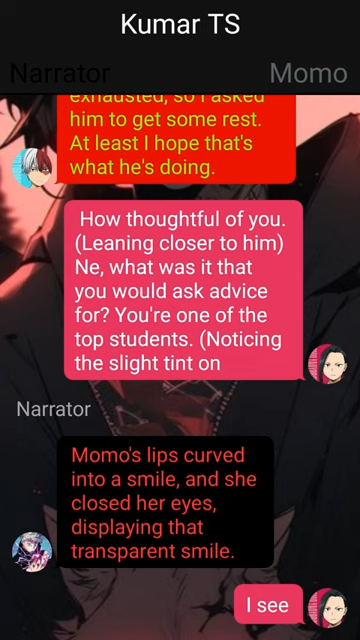 Kumar TS
Narrator
Momo
exhausted, so I asked
him to get some rest.
At least I hope that's
what he's doing.
How thoughtful of you.
(Leaning closer to him)
Ne, what was it that
you would ask advice
for? You're one of the
top students. (Noticing
the slight tint on
Narrator
Momo's lips curved
into a smile, and she
closed her eyes,
displaying that
transparent smile.
I see